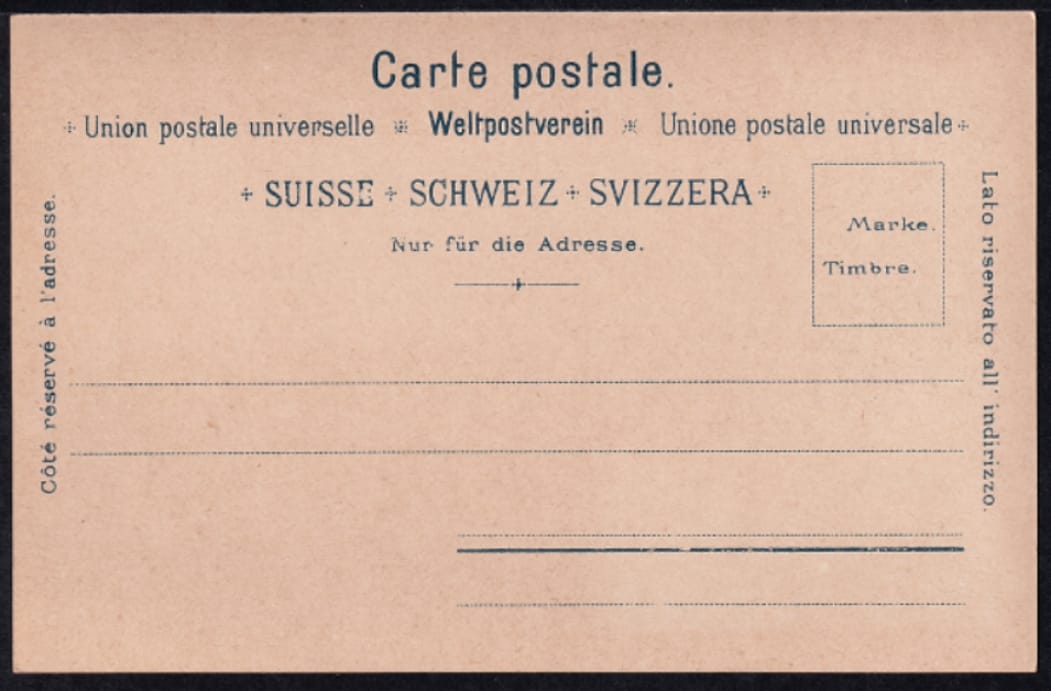 Carte postale.
Union postale universelle Weltpostverein Unione postale universale
SUISSE + SCHWEIZ + SVIZZERA
Nur für die Adresse.
Marke.
Timbre.
Côté réservé à l'adresse.
Lato riservato all' indirizzo.